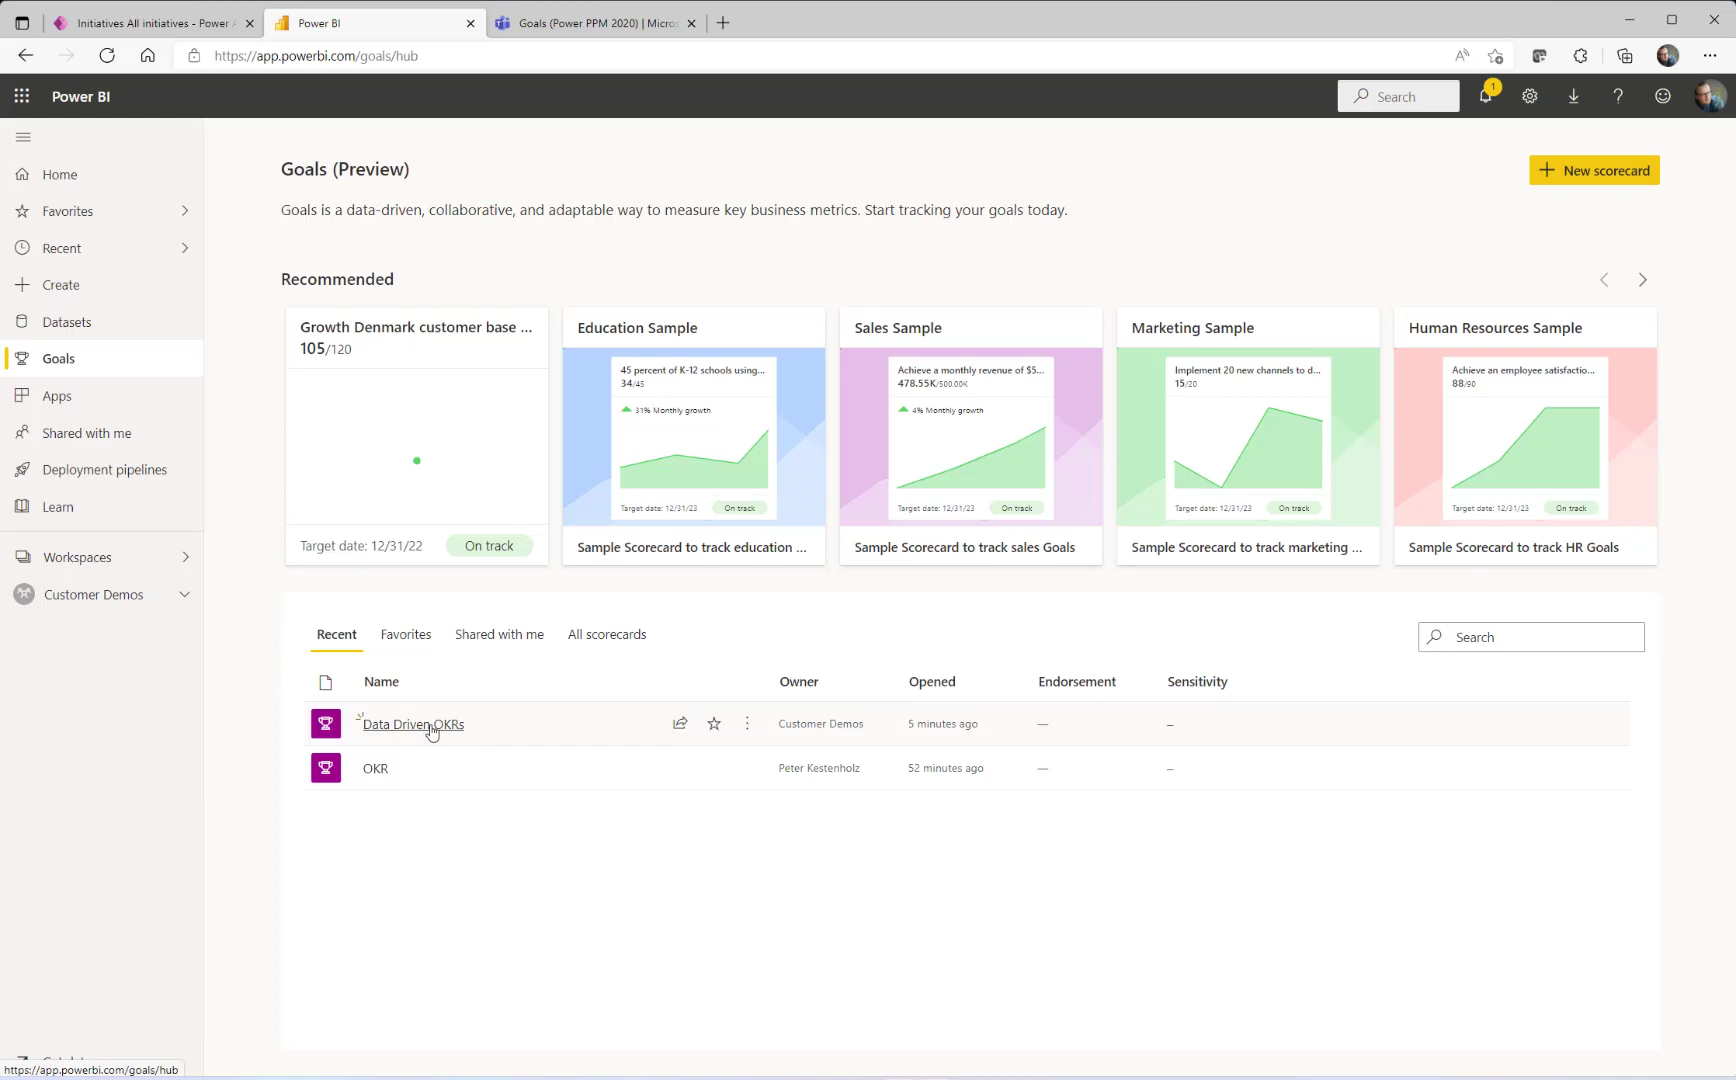 Initiatives All initiatives - Power A
Power BI
Goals (Power PPM 2020) | Micros
https://app.powerbi.com/goals/hub
Power BI
Search
1
Home
Favorites
Recent
Create
Datasets
Goals
Apps
Shared with me
Deployment pipelines
Learn
Workspaces
Customer Demos
Goals (Preview)
New scorecard
Goals is a data-driven, collaborative, and adaptable way to measure key business metrics. Start tracking your goals today.
Recommended
Growth Denmark customer base ...
105/120
Target date: 12/31/22
On track
Education Sample
45 percent of K-12 schools using...
34/45
31% Monthly growth
Target date: 12/31/23
On track
Sample Scorecard to track education ...
Sales Sample
Achieve a monthly revenue of $5...
478.55K/500.00K
4% Monthly growth
Target date: 12/31/23
On track
Sample Scorecard to track sales Goals
Marketing Sample
Implement 20 new channels to d...
15/20
Target date: 12/31/23
On track
Sample Scorecard to track marketing ...
Human Resources Sample
Achieve an employee satisfactio...
88/90
Target date: 12/31/23
On track
Sample Scorecard to track HR Goals
Recent Favorites Shared with me All scorecards
Search
Name Owner Opened Endorsement Sensitivity
Data Driven OKRs Customer Demos 5 minutes ago — –
OKR Peter Kestenholz 52 minutes ago — –
https://app.powerbi.com/goals/hub